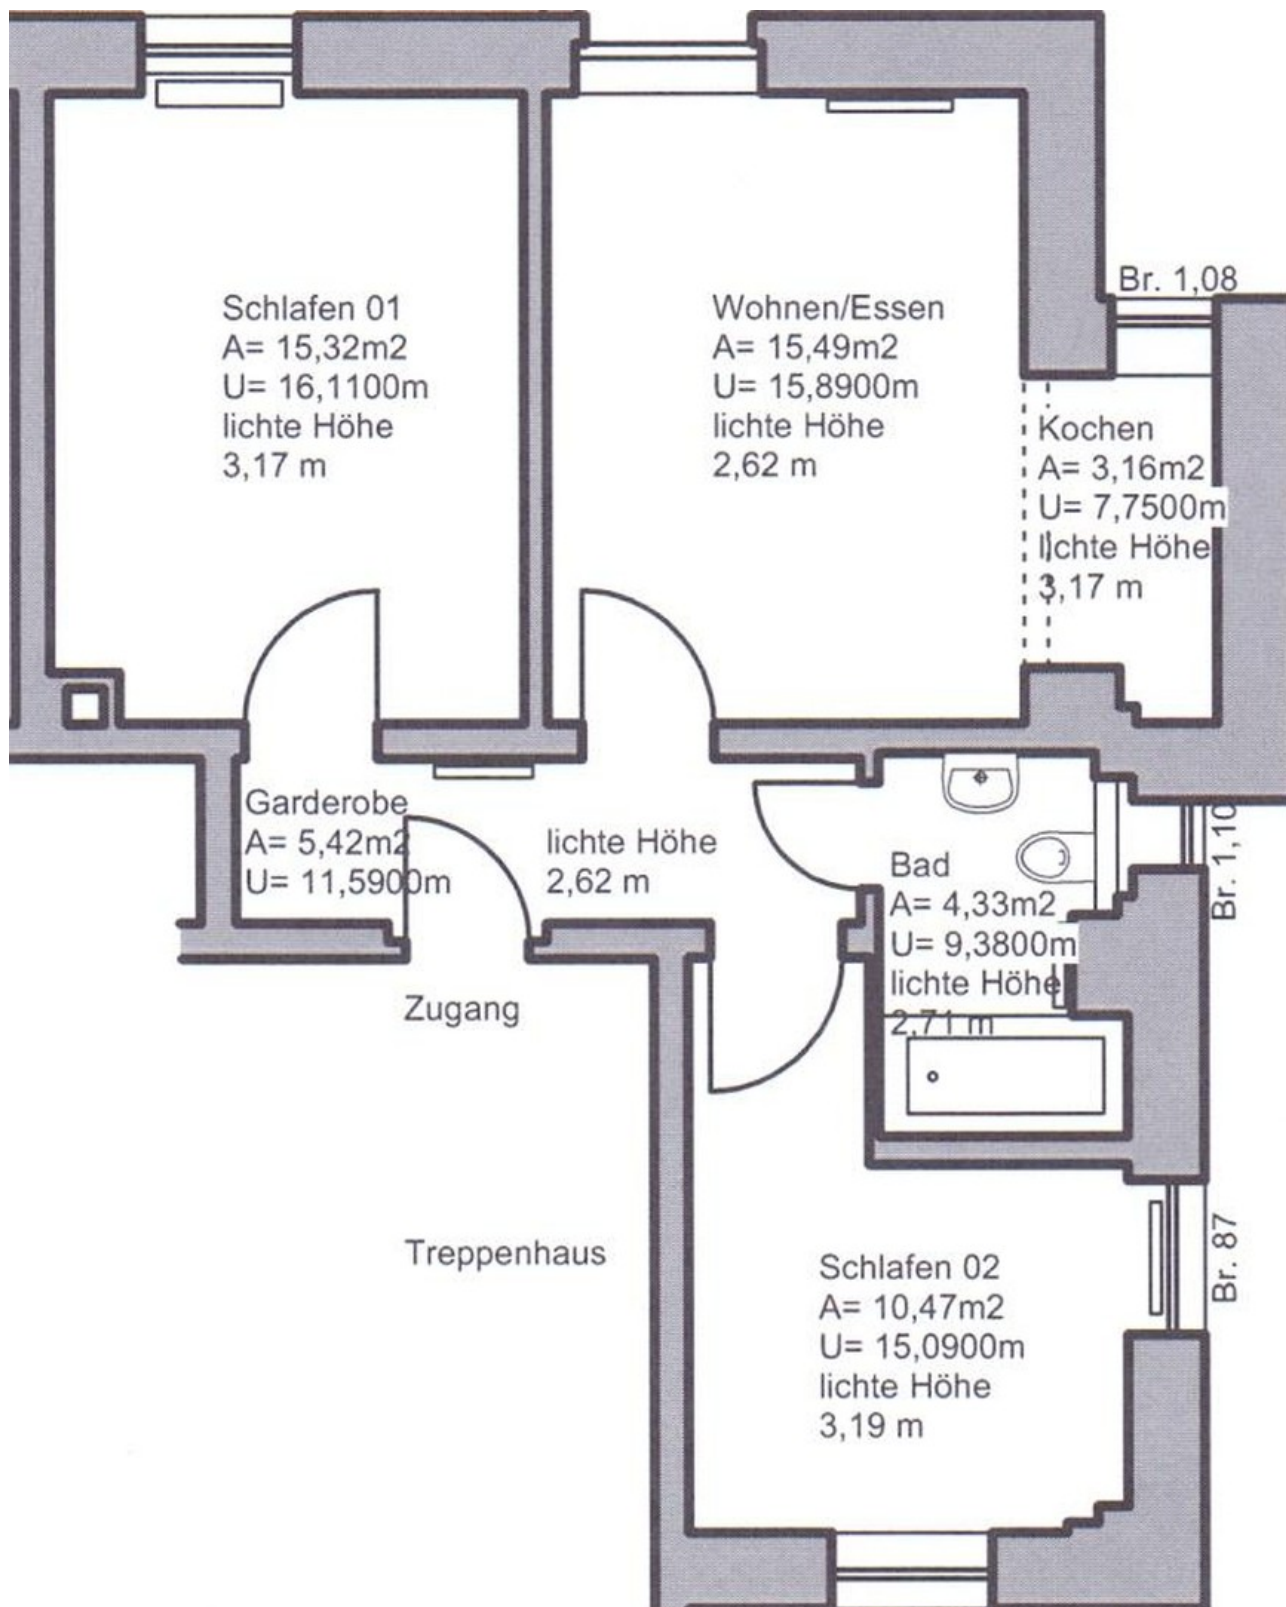 Schlafen 01
A= 15,32m2
U= 16,1100m
lichte Höhe
3,17 m
Wohnen/Essen
A= 15,49m2
U= 15,8900m
lichte Höhe
2,62 m
Br. 1,08
Kochen
A= 3,16m2
U= 7,7500m
lichte Höhe
3,17 m
Garderobe
A= 5,42m2
U= 11,5900m
lichte Höhe
2,62 m
Bad
A= 4,33m2
U= 9,3800m
lichte Höhe
2,71 m
Br. 1,10
Zugang
Treppenhaus
Schlafen 02
A= 10,47m2
U= 15,0900m
lichte Höhe
3,19 m
Br. 87